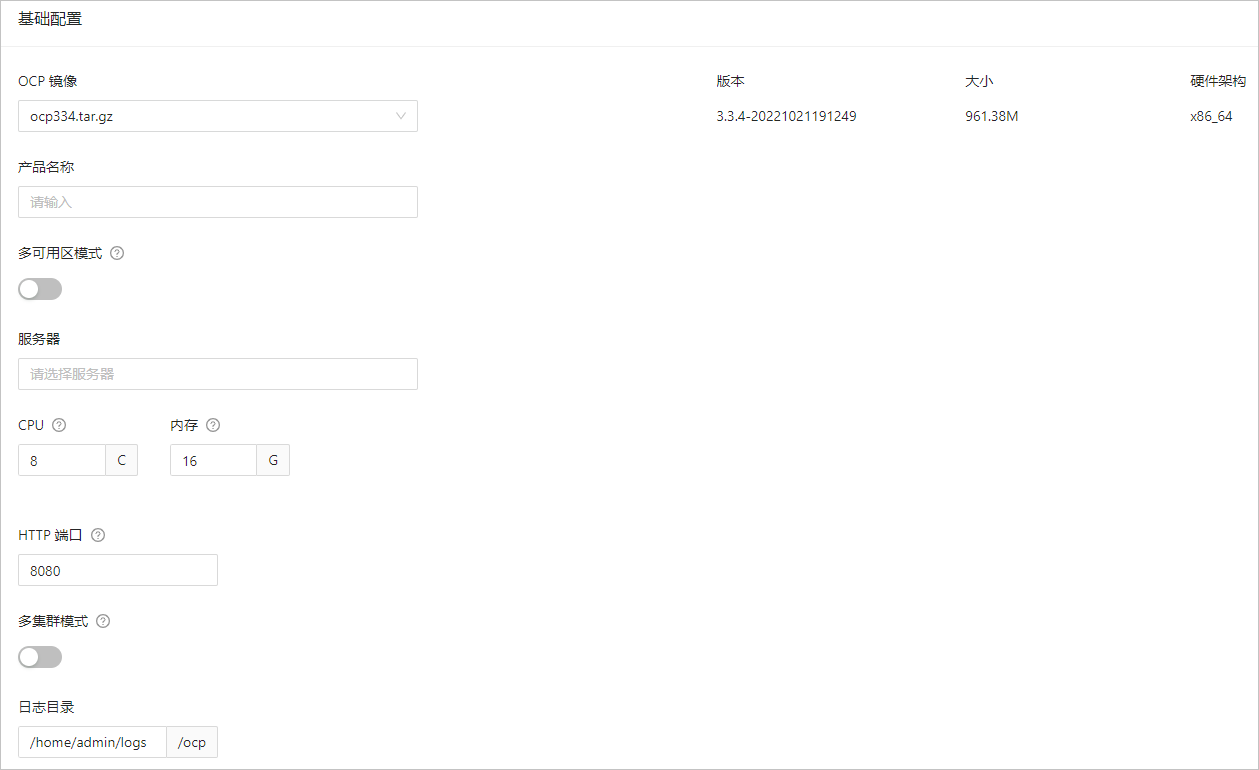 基础配置
OCP 镜像 版本 大小 硬件架构
ocp334.tar.gz 3.3.4-20221021191249 961.38M x86_64
产品名称
请输入
多可用区模式 ?
服务器
请选择服务器
CPU ? 内存 ?
8 C 16 G
HTTP 端口 ?
8080
多集群模式 ?
日志目录
/home/admin/logs /ocp